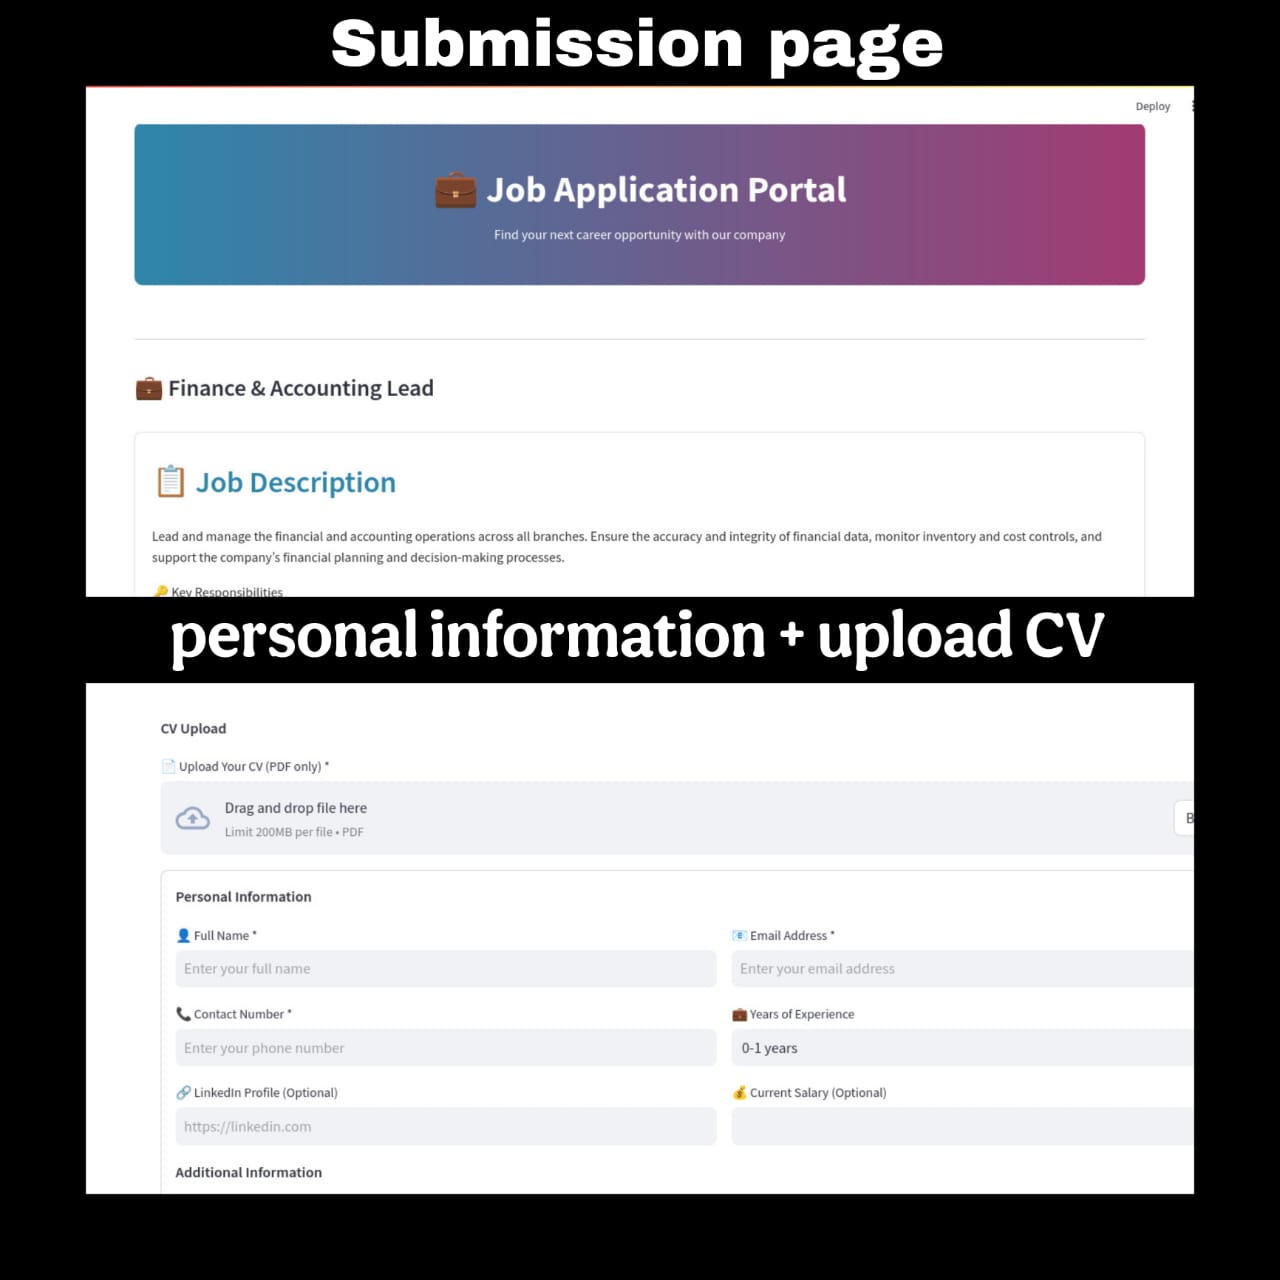 Submission page
Deploy
💼 Job Application Portal
Find your next career opportunity with our company
💼 Finance & Accounting Lead
📋 Job Description
Lead and manage the financial and accounting operations across all branches. Ensure the accuracy and integrity of financial data, monitor inventory and cost controls, and
support the company’s financial planning and decision-making processes.
🔑 Key Responsibilities
personal information + upload CV
CV Upload
📄 Upload Your CV (PDF only) *
Drag and drop file here
Limit 200MB per file • PDF
B
Personal Information
👤 Full Name *
📧 Email Address *
Enter your full name
Enter your email address
📞 Contact Number *
💼 Years of Experience
Enter your phone number
0-1 years
🔗 LinkedIn Profile (Optional)
💰 Current Salary (Optional)
https://linkedin.com
Additional Information